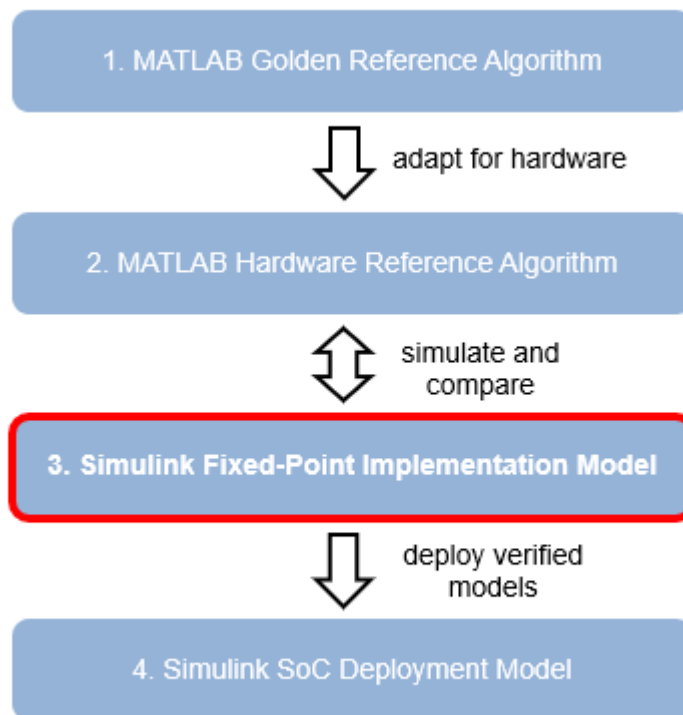 1. MATLAB Golden Reference Algorithm
adapt for hardware
2. MATLAB Hardware Reference Algorithm
simulate and
compare
3. Simulink Fixed-Point Implementation Model
deploy verified
models
4. Simulink SoC Deployment Model